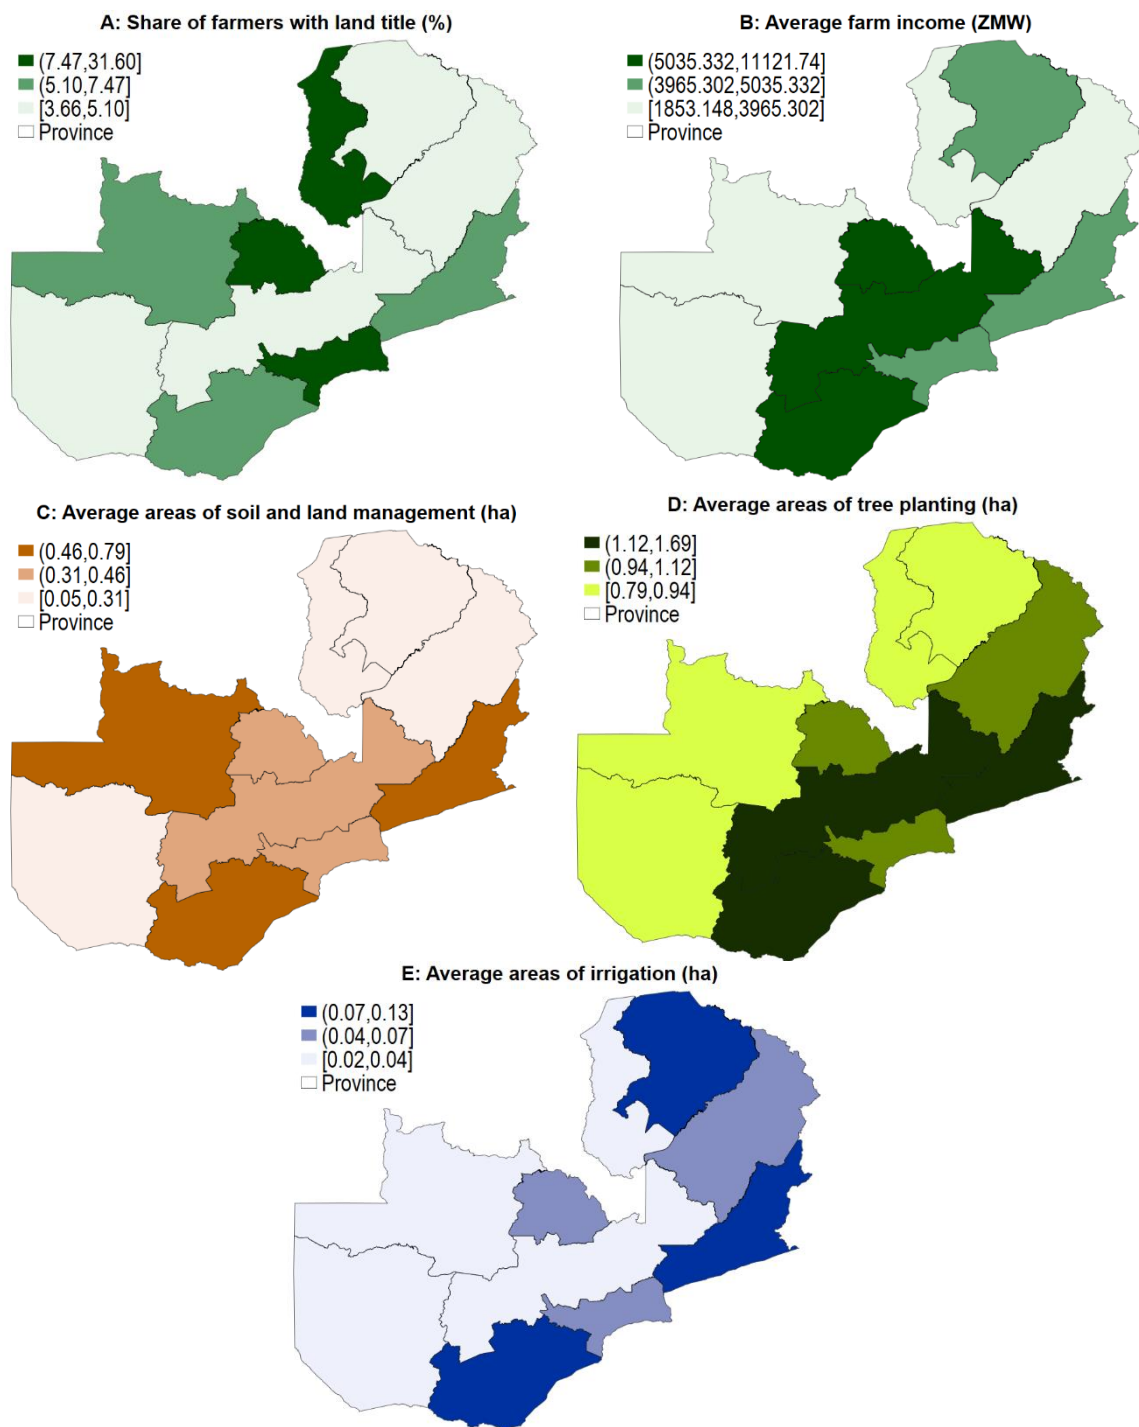 A: Share of farmers with land title (%)
(7.47,31.60]
(5.10,7.47]
[3.66,5.10]
Province
B: Average farm income (ZMW)
(5035.332,11121.74]
(3965.302,5035.332]
[1853.148,3965.302]
Province
C: Average areas of soil and land management (ha)
(0.46,0.79]
(0.31,0.46]
[0.05,0.31]
Province
D: Average areas of tree planting (ha)
(1.12,1.69]
(0.94,1.12]
[0.79,0.94]
Province
E: Average areas of irrigation (ha)
(0.07,0.13]
(0.04,0.07]
[0.02,0.04]
Province